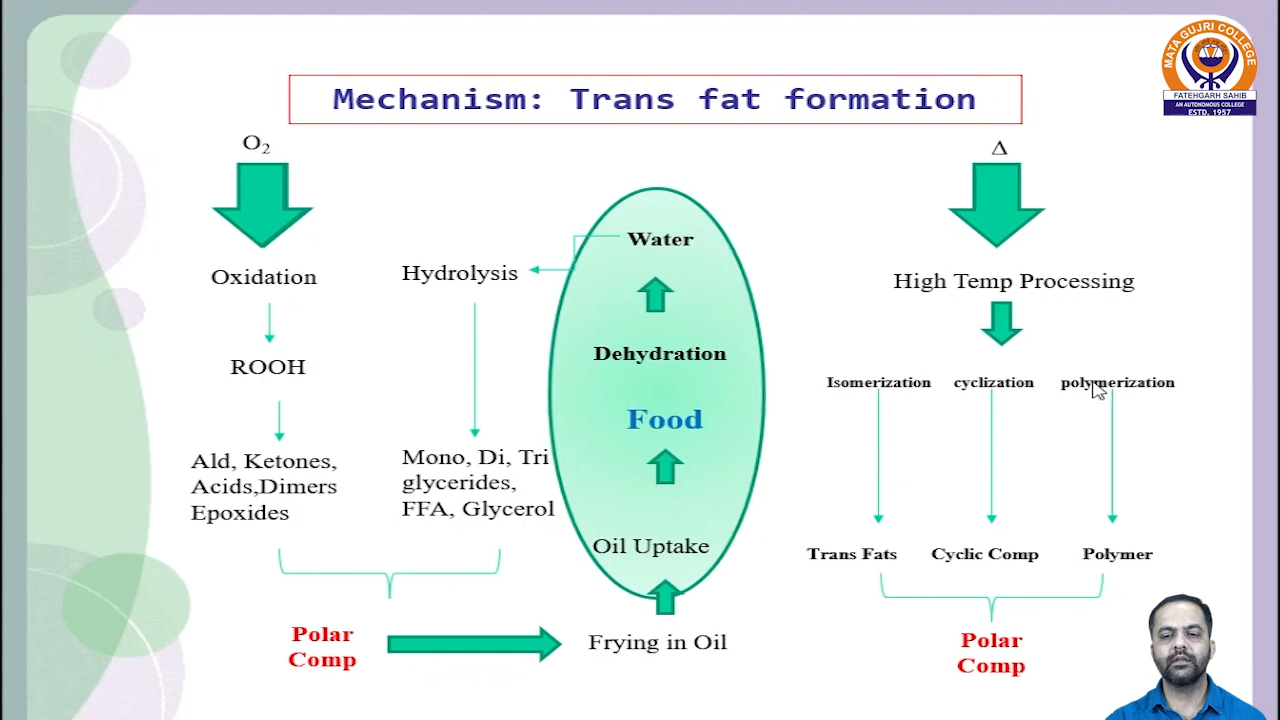 MATA GUJRI COLLEGE
FATEHGARH SAHIB
AN AUTONOMOUS COLLEGE
ESTD. 1957
Mechanism: Trans fat formation
O₂
Oxidation
ROOH
Ald, Ketones,
Acids,Dimers
Epoxides
Hydrolysis
Mono, Di, Tri
glycerides,
FFA, Glycerol
Polar
Comp
Water
Dehydration
Food
Oil Uptake
Frying in Oil
Δ
High Temp Processing
Isomerization cyclization polymerization
Trans Fats Cyclic Comp Polymer
Polar
Comp